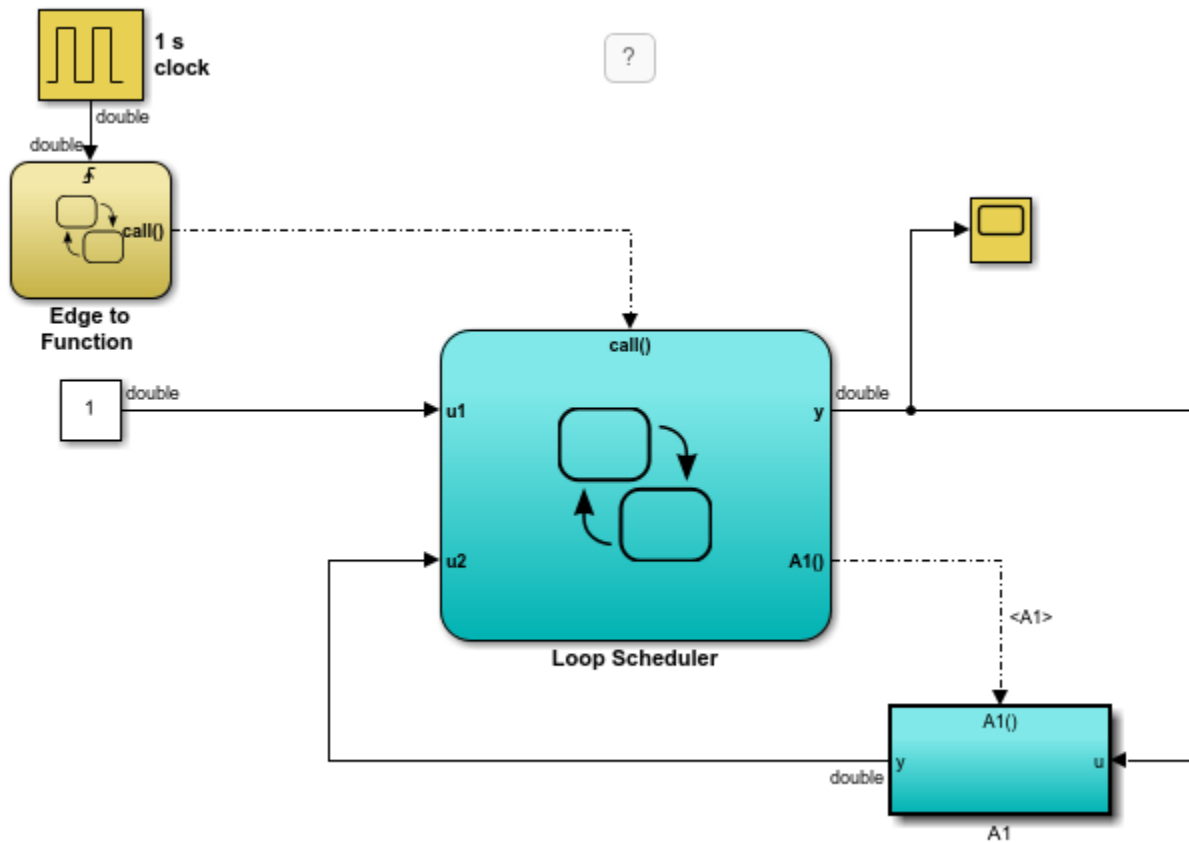 1 s
clock
?
double
double
call()
Edge to
Function
call()
1
double
u1
y
double
u2
A1()
<A1>
Loop Scheduler
A1()
y
u
double
A1